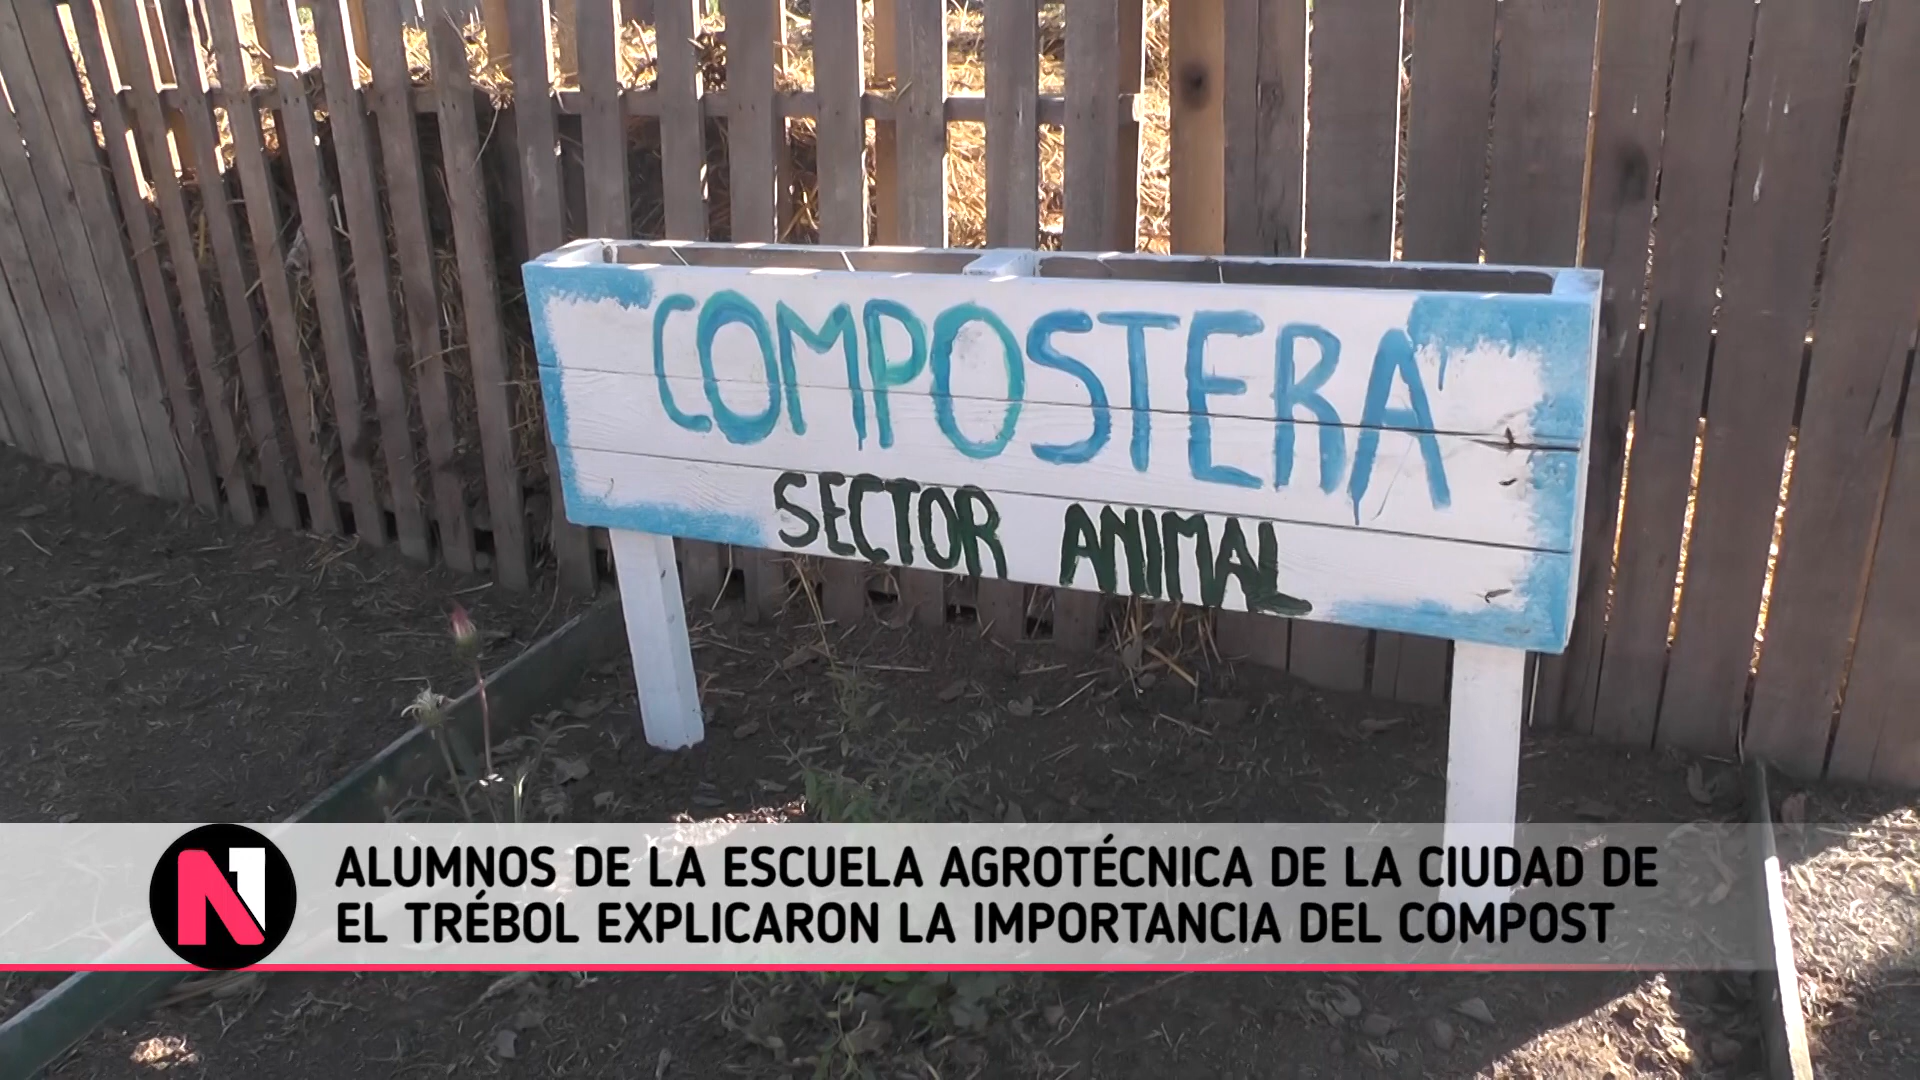 COMPOSTERA
SECTOR ANIMAL
N1
ALUMNOS DE LA ESCUELA AGROTÉCNICA DE LA CIUDAD DE
EL TRÉBOL EXPLICARON LA IMPORTANCIA DEL COMPOST